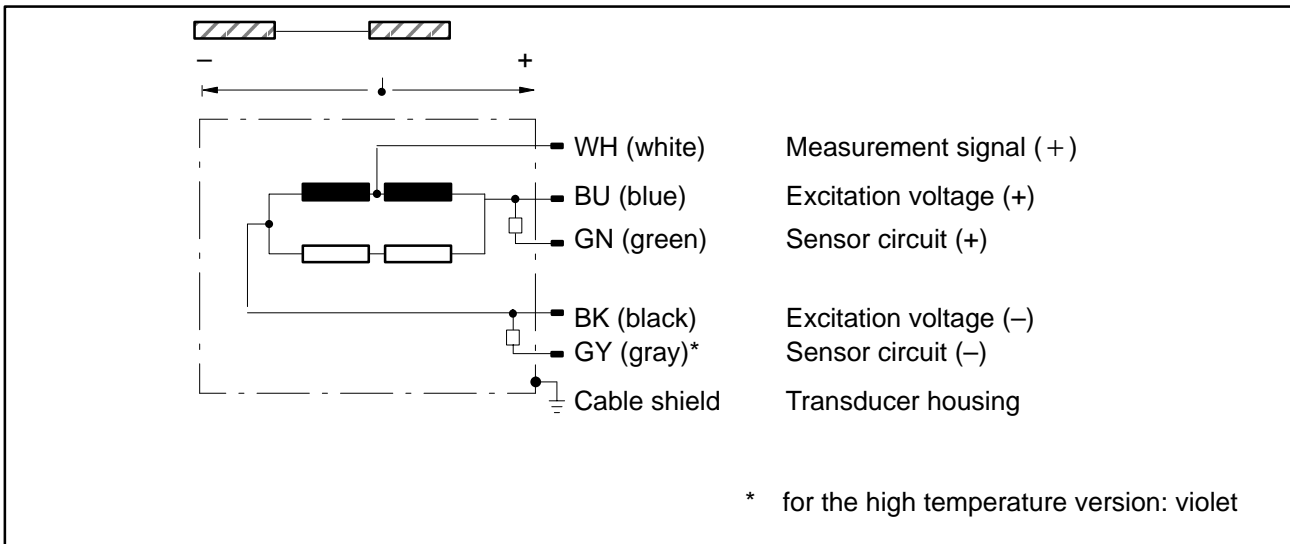 – +
WH (white) Measurement signal (+)
BU (blue) Excitation voltage (+)
GN (green) Sensor circuit (+)
BK (black) Excitation voltage (–)
GY (gray)* Sensor circuit (–)
Cable shield Transducer housing
* for the high temperature version: violet